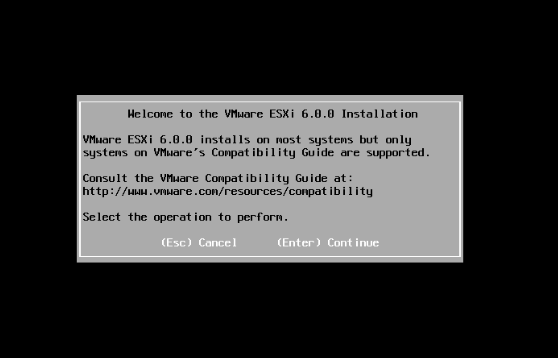 Welcome to the VMware ESXi 6.0.0 Installation
VMware ESXi 6.0.0 installs on most systems but only
systems on VMware's Compatibility Guide are supported.
Consult the VMware Compatibility Guide at:
http://www.vmware.com/resources/compatibility
Select the operation to perform.
(Esc) Cancel (Enter) Continue